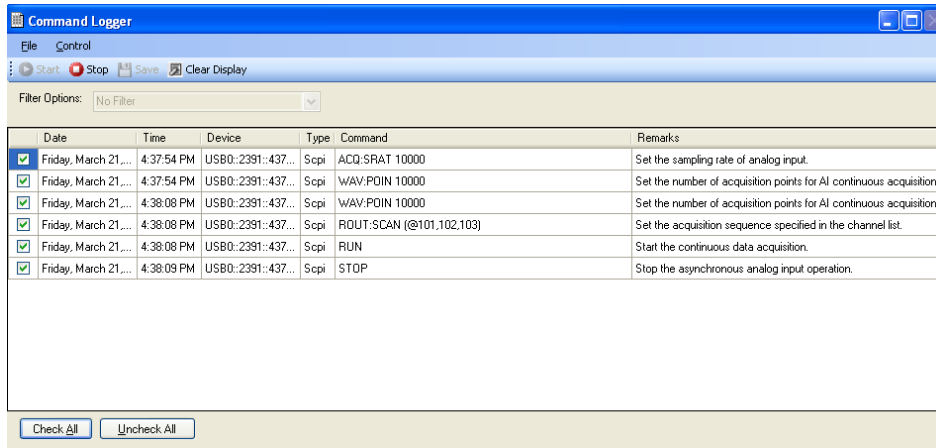 Command Logger
File Control
Start Stop Save Clear Display
Filter Options: No Filter
Date Time Device Type Command Remarks
Friday, March 21,... 4:37:54 PM USB0::2391::437... Scpi ACQ:SRAT 10000 Set the sampling rate of analog input.
Friday, March 21,... 4:37:54 PM USB0::2391::437... Scpi WAV:POIN 10000 Set the number of acquisition points for AI continuous acquisition
Friday, March 21,... 4:38:08 PM USB0::2391::437... Scpi WAV:POIN 10000 Set the number of acquisition points for AI continuous acquisition
Friday, March 21,... 4:38:08 PM USB0::2391::437... Scpi ROUT:SCAN (@101,102,103) Set the acquisition sequence specified in the channel list.
Friday, March 21,... 4:38:08 PM USB0::2391::437... Scpi RUN Start the continuous data acquisition.
Friday, March 21,... 4:38:09 PM USB0::2391::437... Scpi STOP Stop the asynchronous analog input operation.
Check All Uncheck All